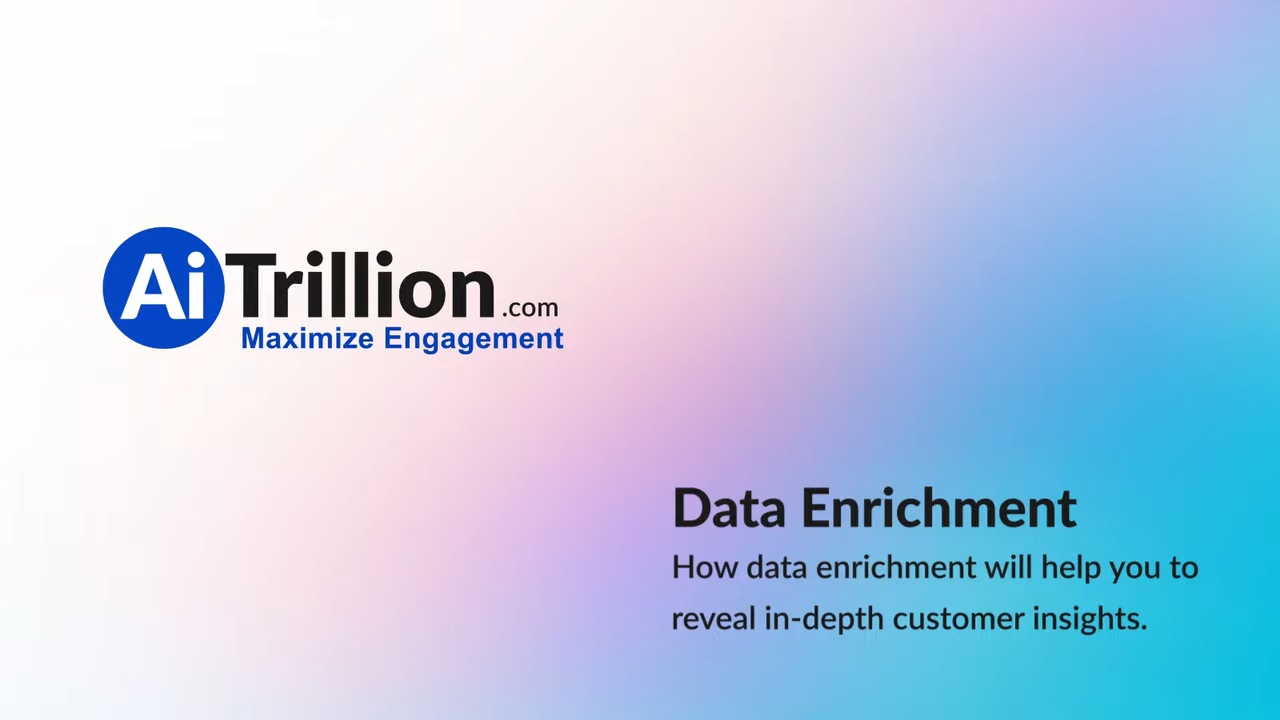 AiTrillion.com
Maximize Engagement
Data Enrichment
How data enrichment will help you to
reveal in-depth customer insights.